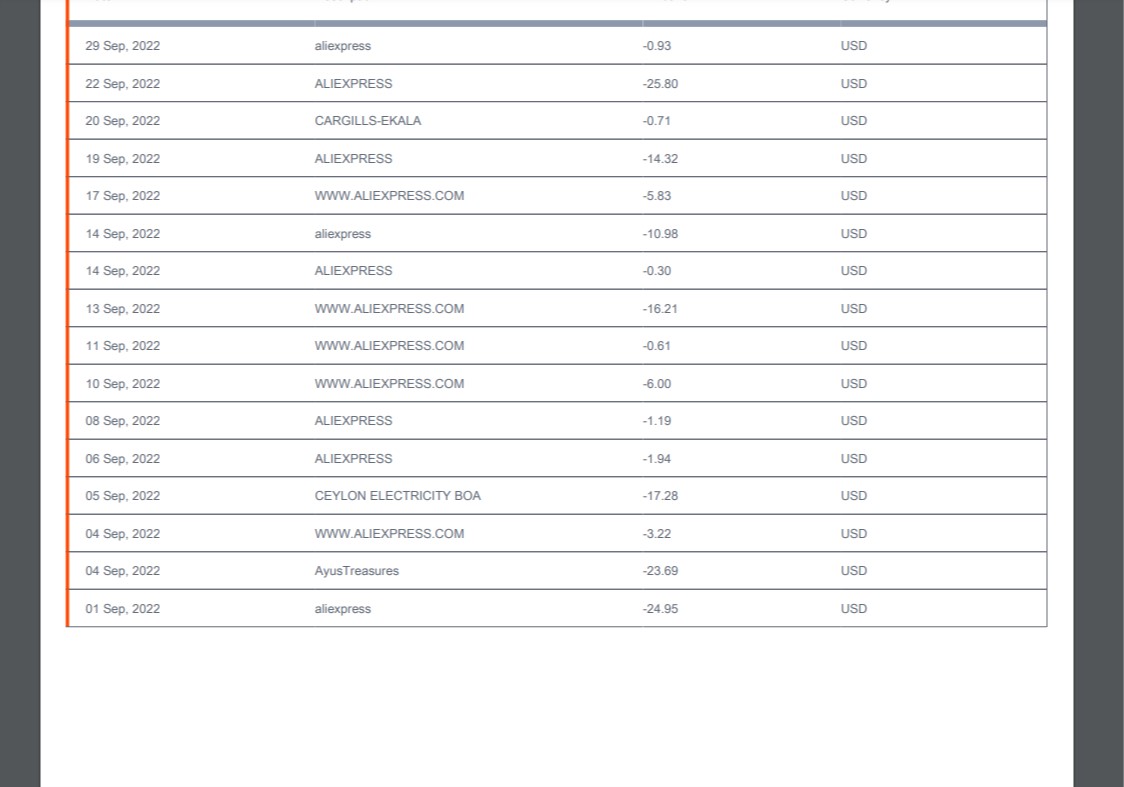 29 Sep, 2022 aliexpress -0.93 USD
22 Sep, 2022 ALIEXPRESS -25.80 USD
20 Sep, 2022 CARGILLS-EKALA -0.71 USD
19 Sep, 2022 ALIEXPRESS -14.32 USD
17 Sep, 2022 WWW.ALIEXPRESS.COM -5.83 USD
14 Sep, 2022 aliexpress -10.98 USD
14 Sep, 2022 ALIEXPRESS -0.30 USD
13 Sep, 2022 WWW.ALIEXPRESS.COM -16.21 USD
11 Sep, 2022 WWW.ALIEXPRESS.COM -0.61 USD
10 Sep, 2022 WWW.ALIEXPRESS.COM -6.00 USD
08 Sep, 2022 ALIEXPRESS -1.19 USD
06 Sep, 2022 ALIEXPRESS -1.94 USD
05 Sep, 2022 CEYLON ELECTRICITY BOA -17.28 USD
04 Sep, 2022 WWW.ALIEXPRESS.COM -3.22 USD
04 Sep, 2022 AyusTreasures -23.69 USD
01 Sep, 2022 aliexpress -24.95 USD